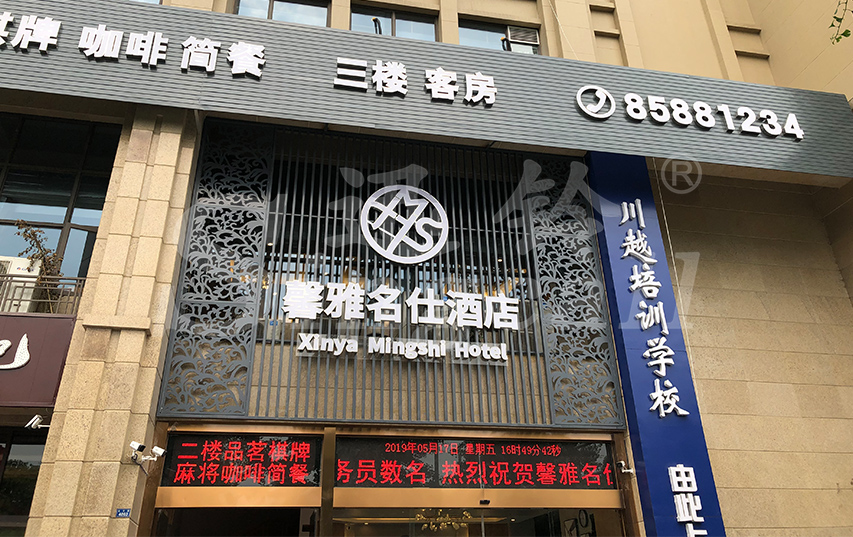 棋牌 咖啡 简餐 三楼 客房 85881234
馨雅名仕酒店
Xinya Mingshi Hotel
川越培训学校
由此上
二楼品茗棋牌
麻将咖啡简餐
2019年05月17日 星期五 16时49分42秒
务员数名 热烈祝贺馨雅名仕
®